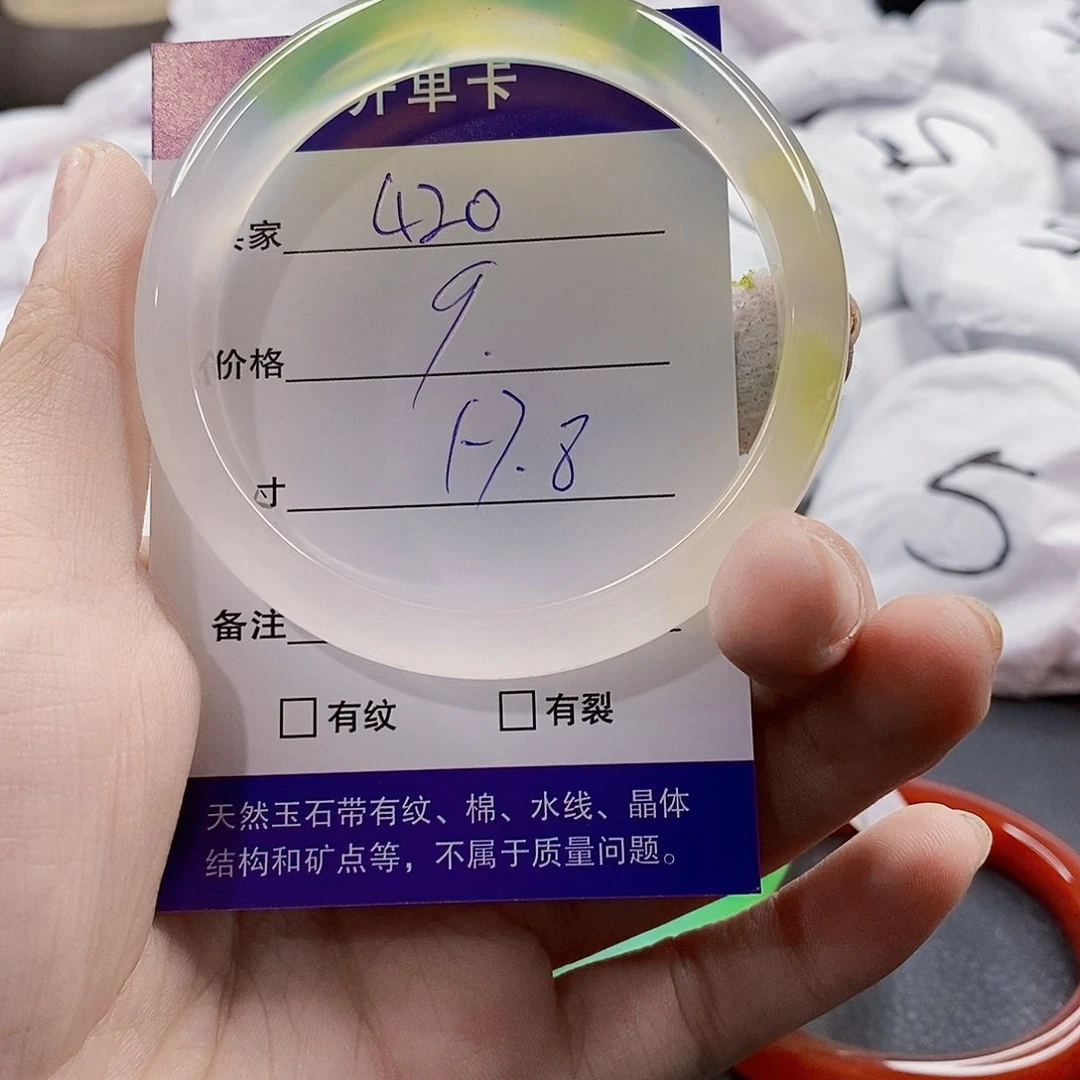 开单卡
家 420
价格 9.
寸 17.8
备注
有纹 有裂
天然玉石带有纹、棉、水线、晶体
结构和矿点等，不属于质量问题。
5
5